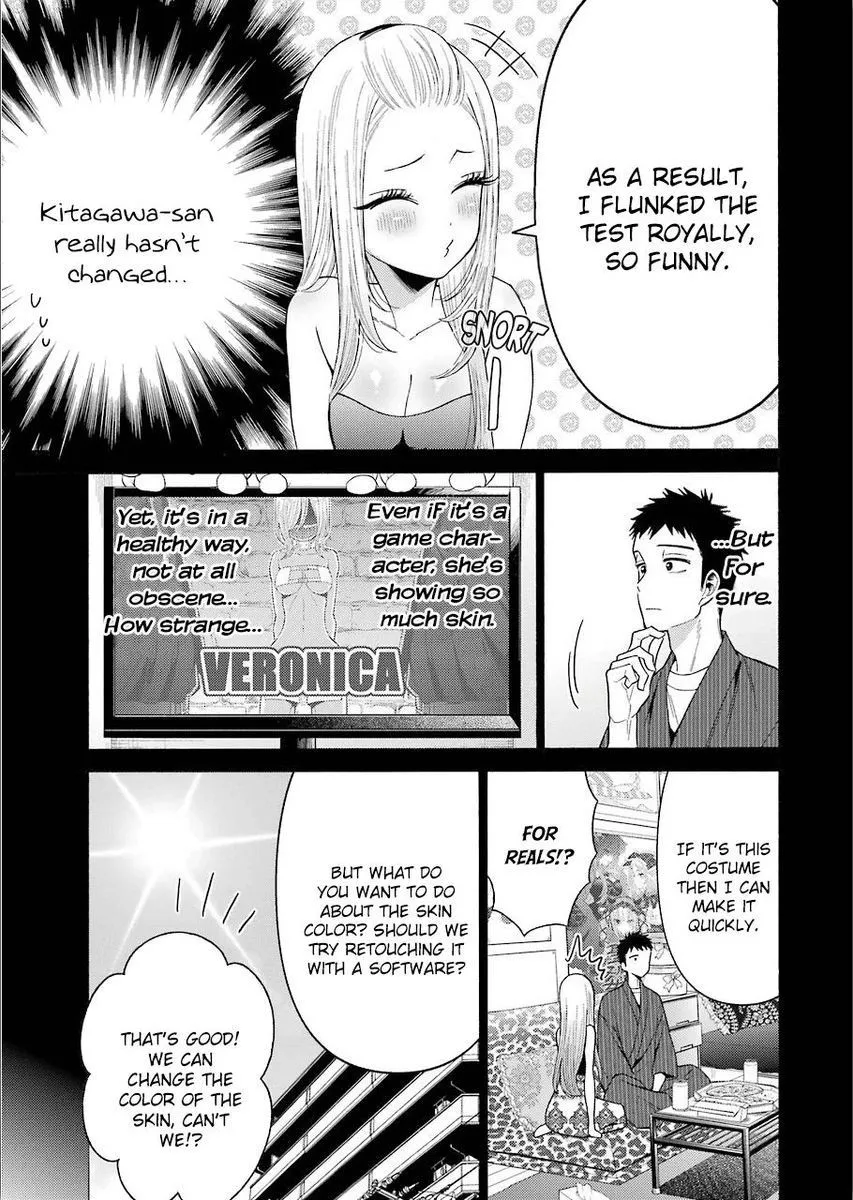 AS A RESULT,
I FLUNKED THE
TEST ROYALLY,
SO FUNNY.
SNORT
Kitagawa-san
really hasn't
changed...
...But
For
sure.
Even if it's a
game char-
acter, she's
showing so
much skin.
Yet, it's in a
healthy way,
not at all
obscene...
How strange...
VERONICA
IF IT'S THIS
COSTUME
THEN I CAN
MAKE IT
QUICKLY.
FOR
REALS!?
BUT WHAT DO
YOU WANT TO DO
ABOUT THE SKIN
COLOR? SHOULD WE
TRY RETOUCHING IT
WITH A SOFTWARE?
THAT'S GOOD!
WE CAN
CHANGE THE
COLOR OF THE
SKIN, CAN'T
WE!?